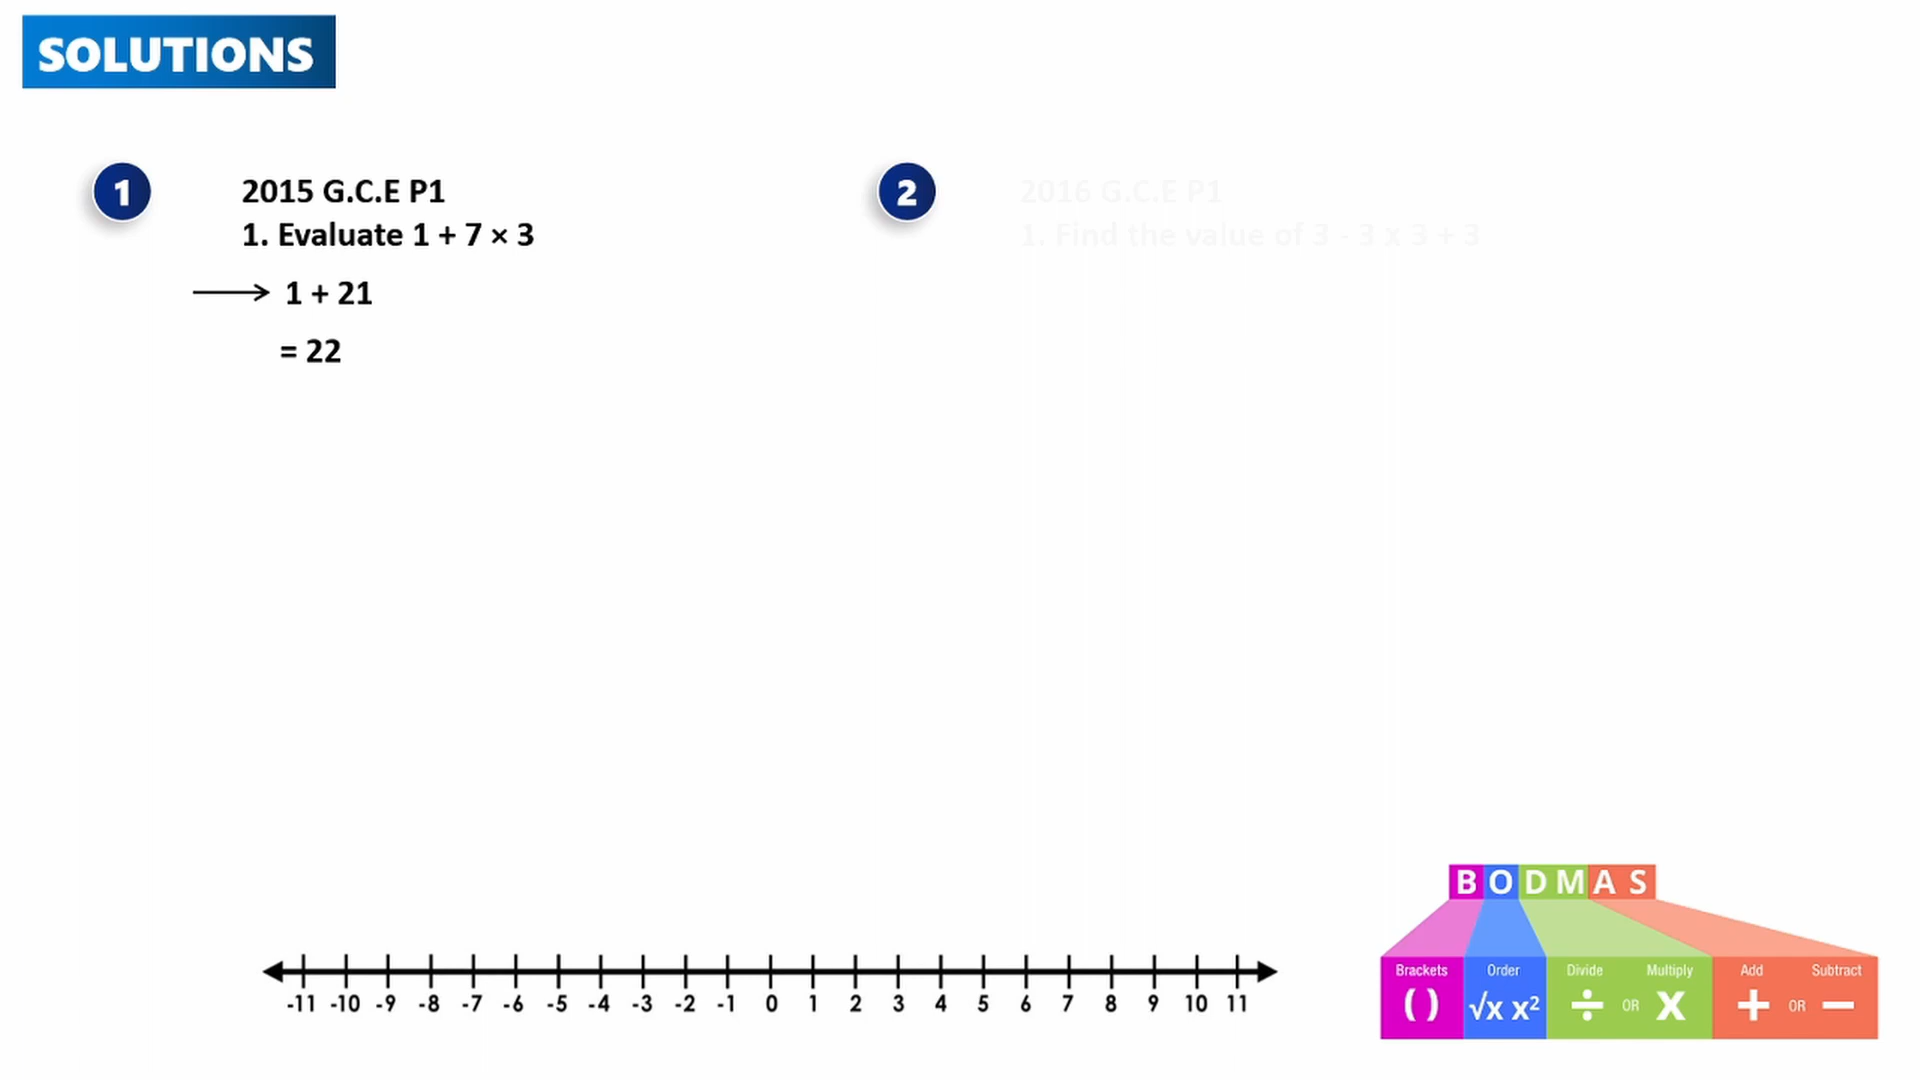 SOLUTIONS
1
2015 G.C.E P1
1. Evaluate 1 + 7 × 3
1 + 21
= 22
2
2016 G.C.E P1
1. Find the value of 3 - 3 x 3 + 3
-11 -10 -9 -8 -7 -6 -5 -4 -3 -2 -1 0 1 2 3 4 5 6 7 8 9 10 11
B O D M A S
Brackets Order Divide Multiply Add Subtract
( ) √x x² ÷ OR X + OR −